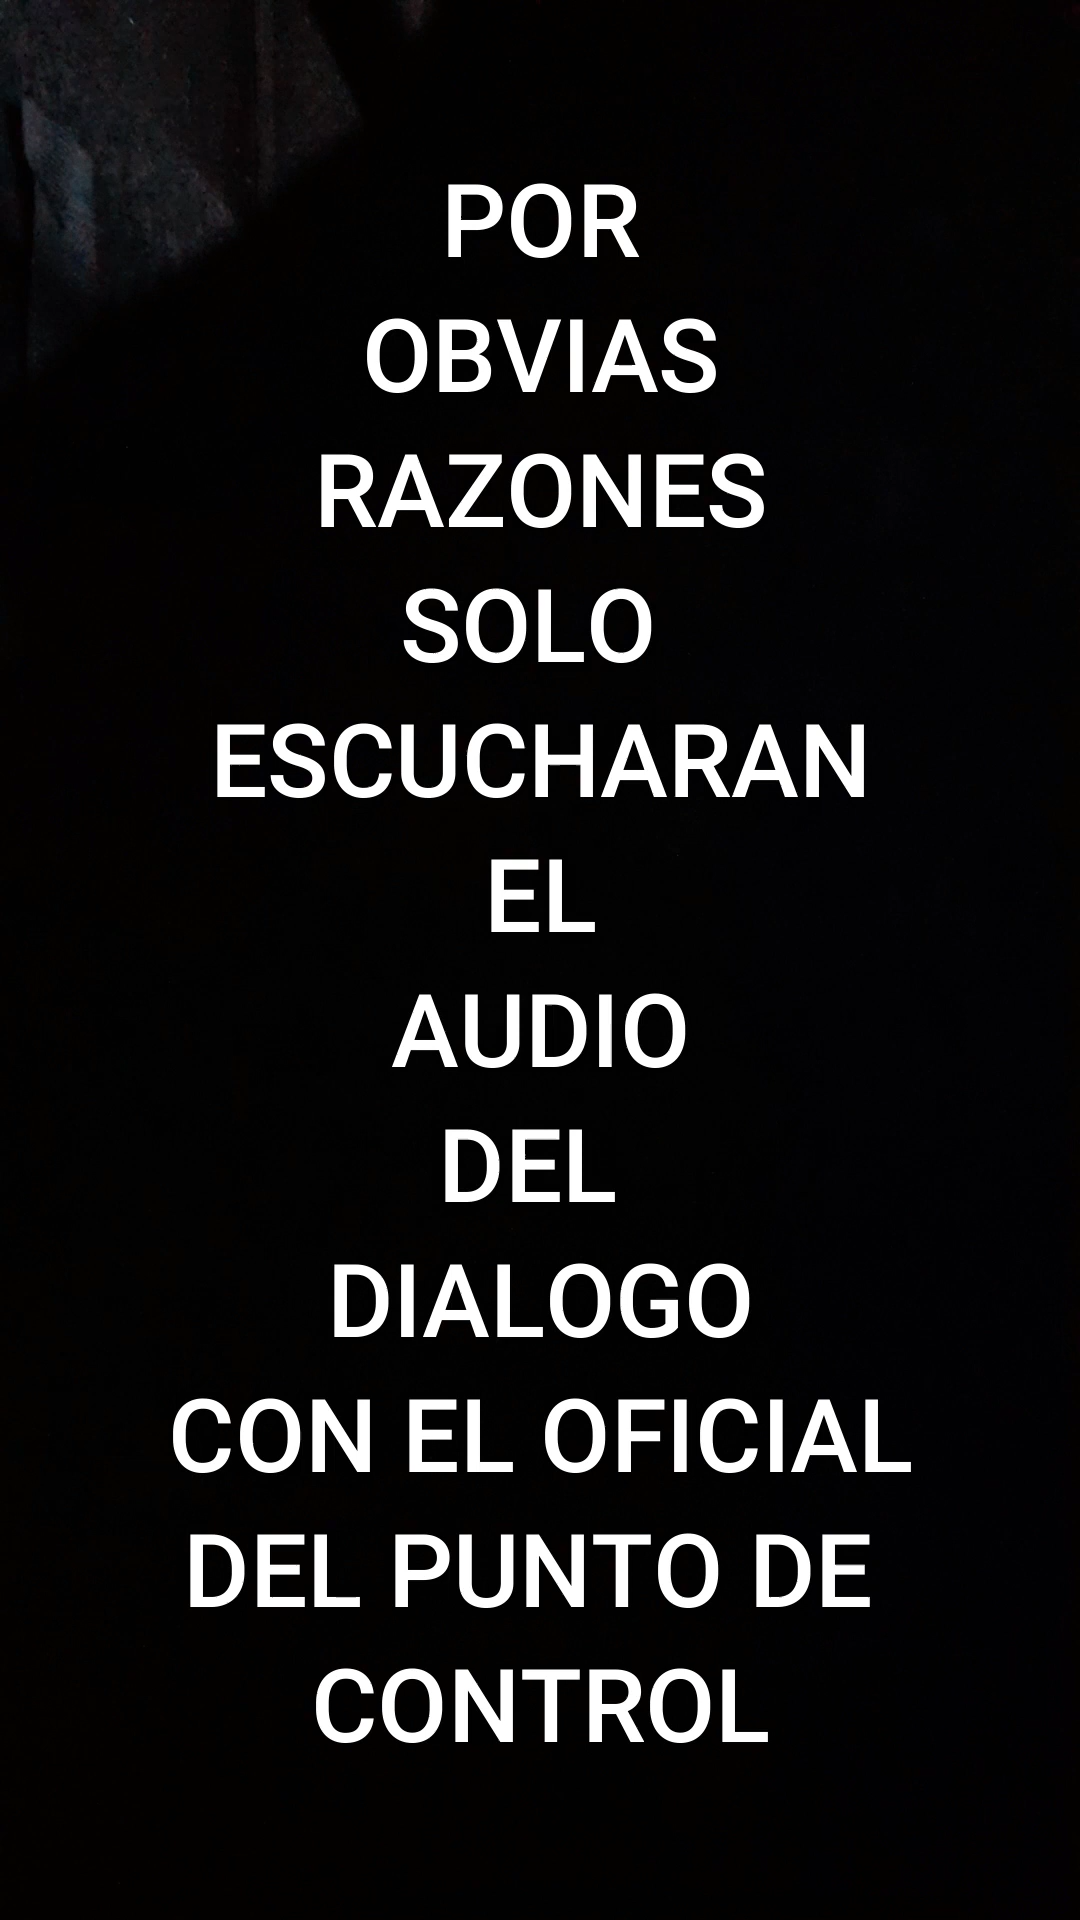 POR
OBVIAS
RAZONES
SOLO
ESCUCHARAN
EL
AUDIO
DEL
DIALOGO
CON EL OFICIAL
DEL PUNTO DE
CONTROL